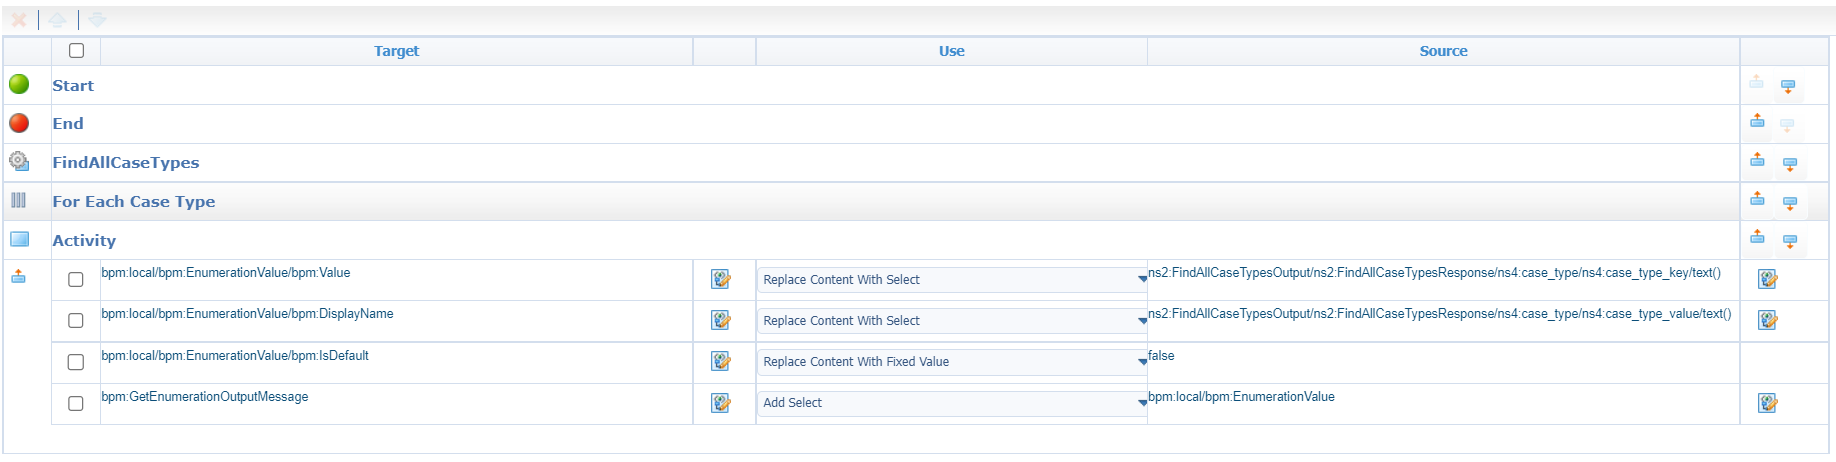 Target Use Source
Start
End
FindAllCaseTypes
For Each Case Type
Activity
bpm:local/bpm:EnumerationValue/bpm:Value Replace Content With Select ns2:FindAllCaseTypesOutput/ns2:FindAllCaseTypesResponse/ns4:case_type/ns4:case_type_key/text()
bpm:local/bpm:EnumerationValue/bpm:DisplayName Replace Content With Select ns2:FindAllCaseTypesOutput/ns2:FindAllCaseTypesResponse/ns4:case_type/ns4:case_type_value/text()
bpm:local/bpm:EnumerationValue/bpm:IsDefault Replace Content With Fixed Value false
bpm:GetEnumerationOutputMessage Add Select bpm:local/bpm:EnumerationValue